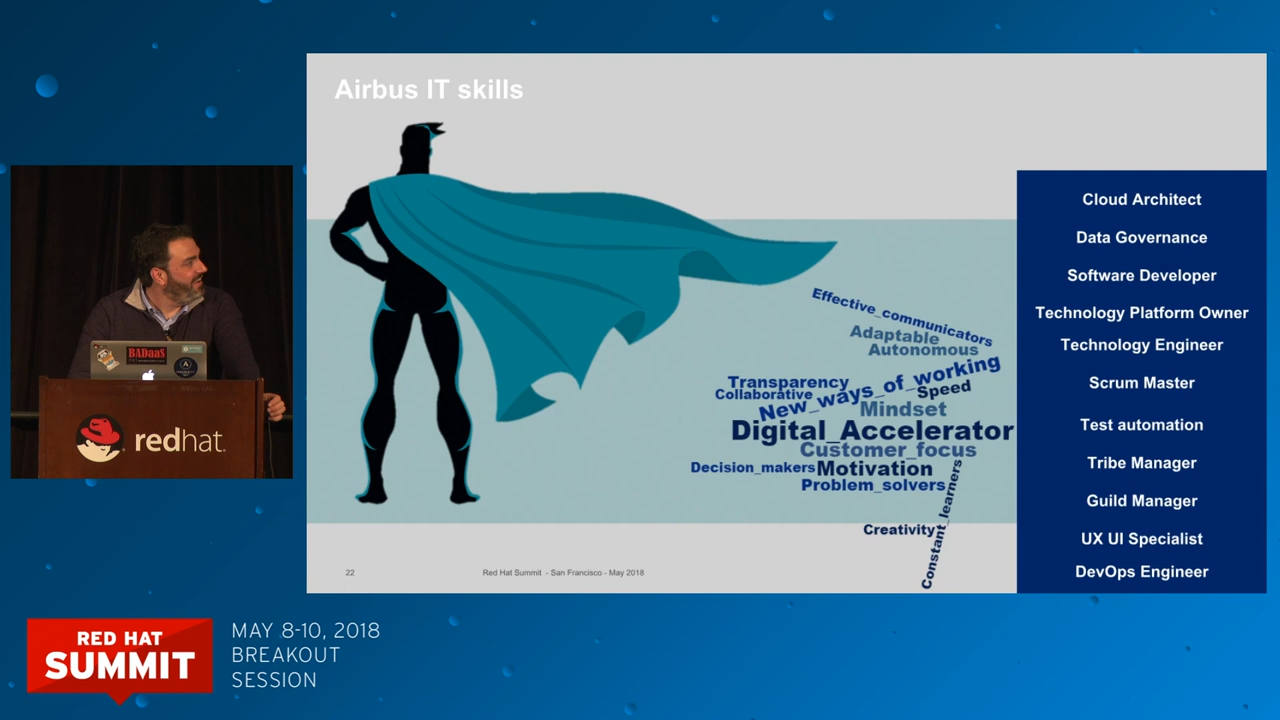 Airbus IT skills
Effective_communicators
Adaptable
Autonomous
New_ways_of_working
Transparency
Collaborative
Speed
Mindset
Digital_Accelerator
Customer_focus
Decision_makers
Motivation
Problem_solvers
Creativity
Constant_learners
Cloud Architect
Data Governance
Software Developer
Technology Platform Owner
Technology Engineer
Scrum Master
Test automation
Tribe Manager
Guild Manager
UX UI Specialist
DevOps Engineer
22
Red Hat Summit - San Francisco - May 2018
BADaaS
redhat.
RED HAT
SUMMIT
MAY 8-10, 2018
BREAKOUT
SESSION